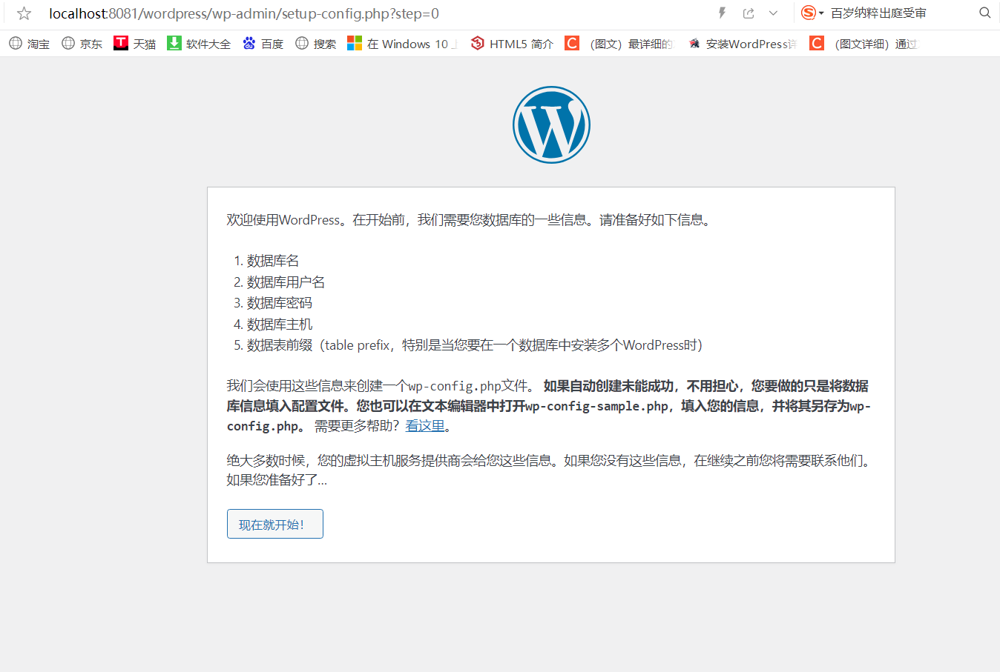 localhost:8081/wordpress/wp-admin/setup-config.php?step=0
百岁纳粹出庭受审
淘宝 京东 天猫 软件大全 百度 搜索 在 Windows 10 HTML5 简介 (图文）最详细的 安装WordPress详 (图文详细）通过
欢迎使用WordPress。在开始前，我们需要您数据库的一些信息。请准备好如下信息。
1. 数据库名
2. 数据库用户名
3. 数据库密码
4. 数据库主机
5. 数据表前缀（table prefix，特别是当您要在一个数据库中安装多个WordPress时）
我们会使用这些信息来创建一个wp-config.php文件。 如果自动创建未能成功，不用担心，您要做的只是将数据
库信息填入配置文件。您也可以在文本编辑器中打开wp-config-sample.php，填入您的信息，并将其另存为wp-
config.php。 需要更多帮助？看这里。
绝大多数时候，您的虚拟主机服务提供商会给您这些信息。如果您没有这些信息，在继续之前您将需要联系他们。
如果您准备好了…
现在就开始！